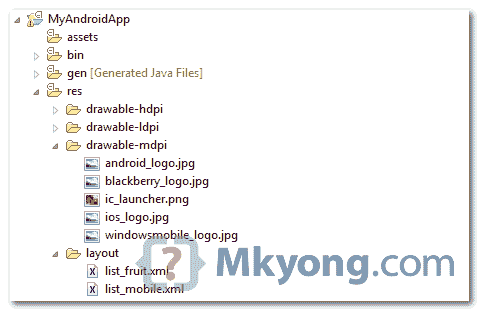 MyAndroidApp
assets
bin
gen [Generated Java Files]
res
drawable-hdpi
drawable-ldpi
drawable-mdpi
android_logo.jpg
blackberry_logo.jpg
ic_launcher.png
ios_logo.jpg
windowsmobile_logo.jpg
layout
list_fruit.xml
list_mobile.xml
{?} Mkyong.com